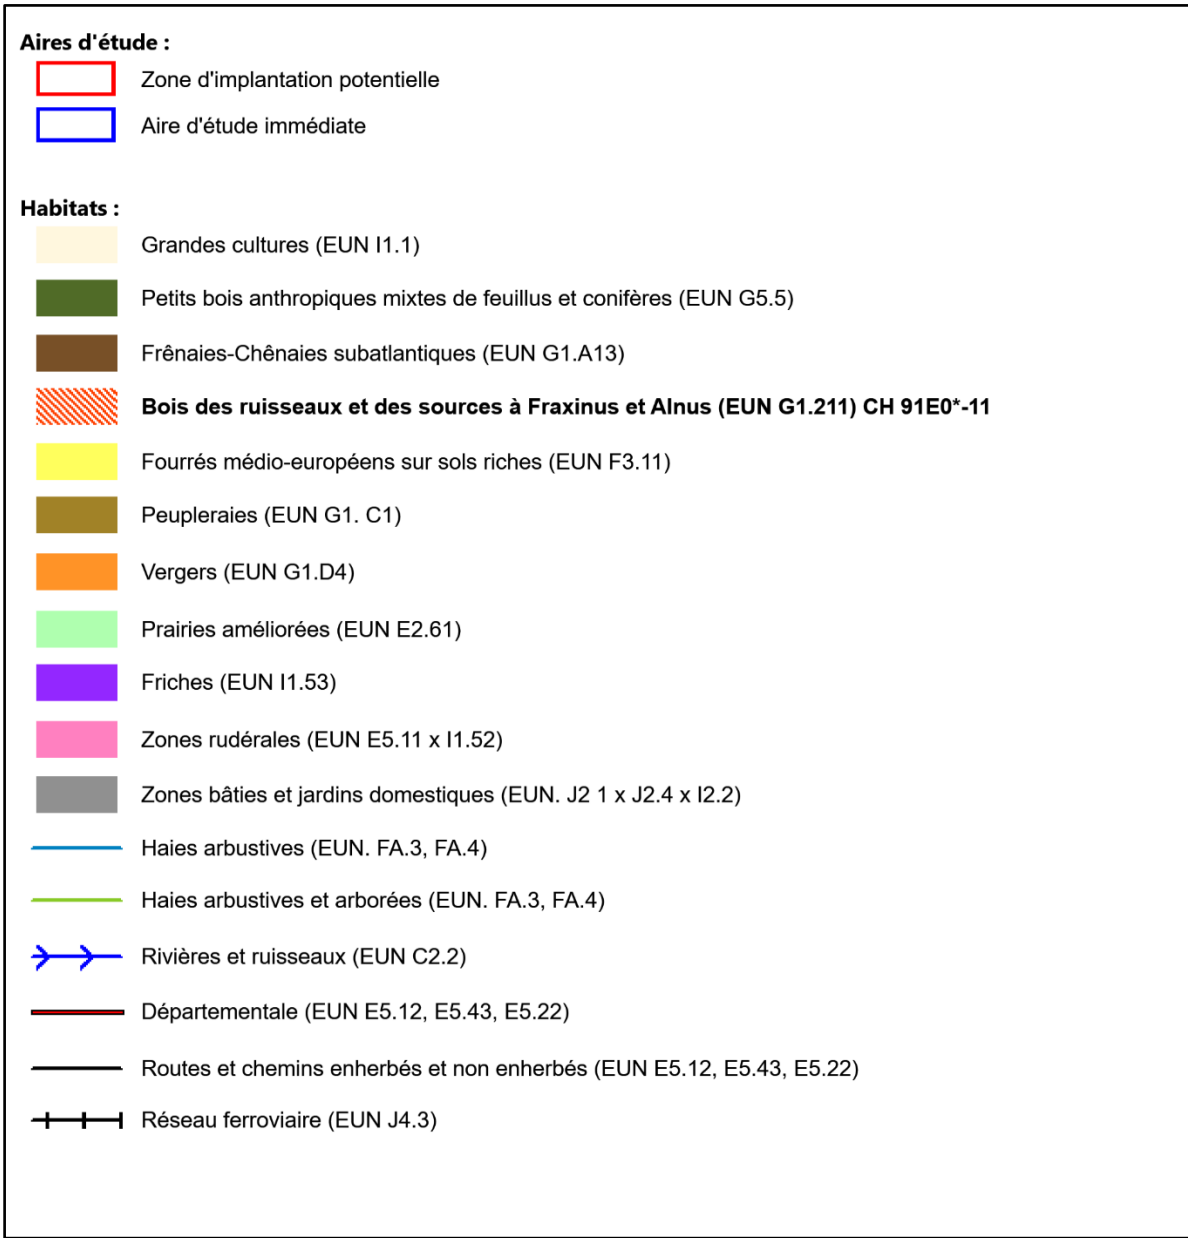 Aires d'étude :
Zone d'implantation potentielle
Aire d'étude immédiate
Habitats :
Grandes cultures (EUN I1.1)
Petits bois anthropiques mixtes de feuillus et conifères (EUN G5.5)
Frênaies-Chênaies subatlantiques (EUN G1.A13)
Bois des ruisseaux et des sources à Fraxinus et Alnus (EUN G1.211) CH 91E0*-11
Fourrés médio-européens sur sols riches (EUN F3.11)
Peupleraies (EUN G1. C1)
Vergers (EUN G1.D4)
Prairies améliorées (EUN E2.61)
Friches (EUN I1.53)
Zones rudérales (EUN E5.11 x I1.52)
Zones bâties et jardins domestiques (EUN. J2 1 x J2.4 x I2.2)
Haies arbustives (EUN. FA.3, FA.4)
Haies arbustives et arborées (EUN. FA.3, FA.4)
Rivières et ruisseaux (EUN C2.2)
Départementale (EUN E5.12, E5.43, E5.22)
Routes et chemins enherbés et non enherbés (EUN E5.12, E5.43, E5.22)
Réseau ferroviaire (EUN J4.3)